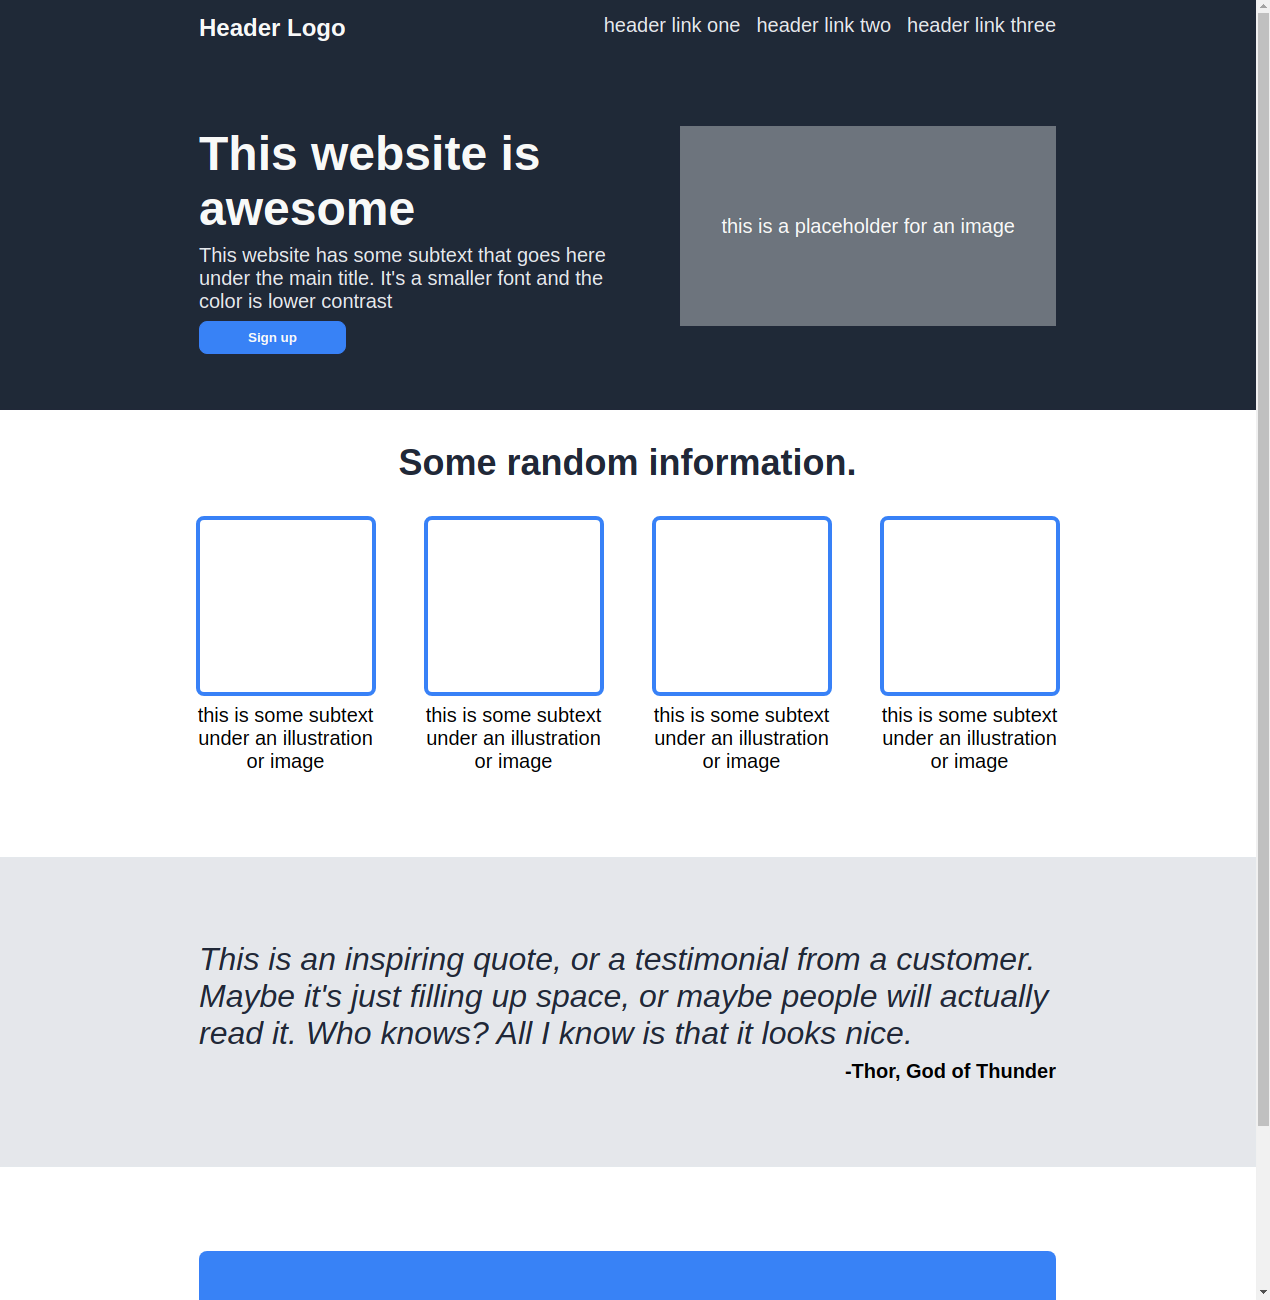 Header Logo
header link one header link two header link three
This website is
awesome
This website has some subtext that goes here
under the main title. It's a smaller font and the
color is lower contrast
Sign up
this is a placeholder for an image
Some random information.
this is some subtext
under an illustration
or image
this is some subtext
under an illustration
or image
this is some subtext
under an illustration
or image
this is some subtext
under an illustration
or image
This is an inspiring quote, or a testimonial from a customer.
Maybe it's just filling up space, or maybe people will actually
read it. Who knows? All I know is that it looks nice.
-Thor, God of Thunder